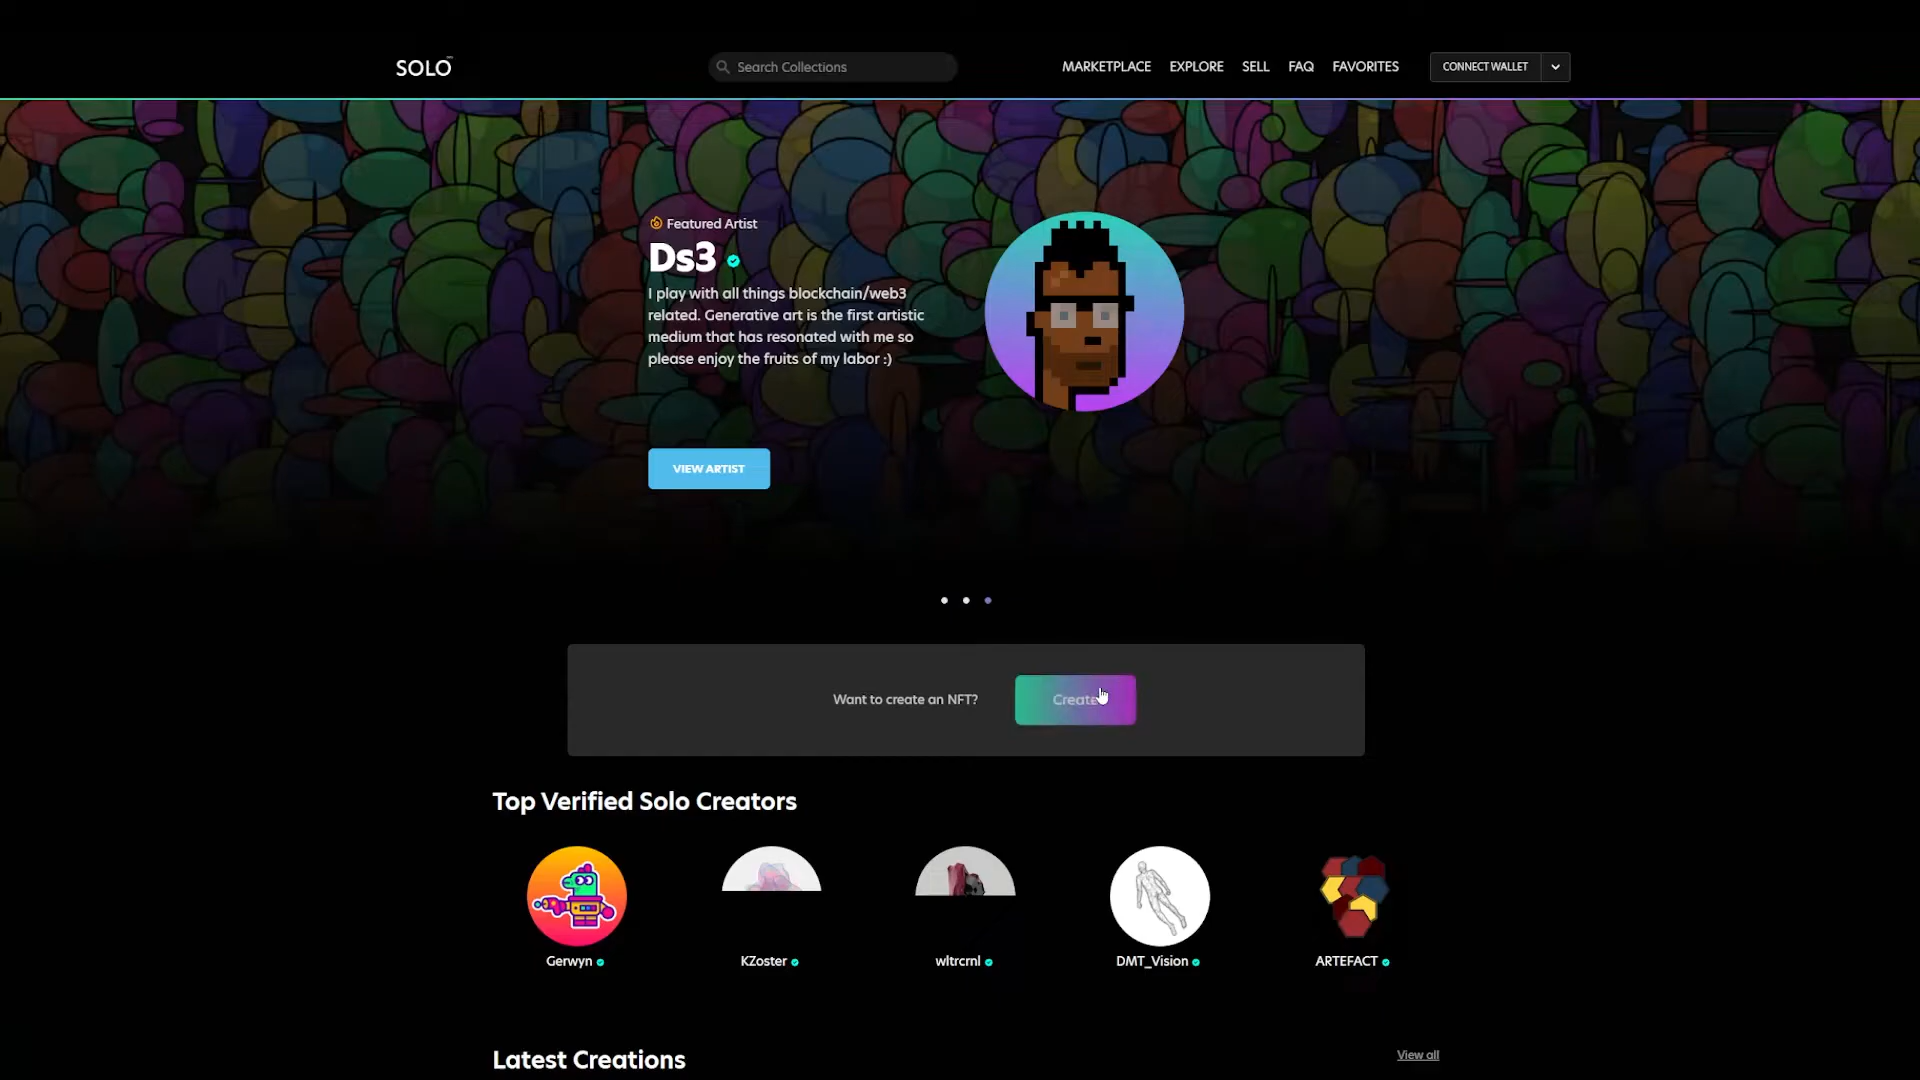 SOLO
Search Collections
MARKETPLACE EXPLORE SELL FAQ FAVORITES
CONNECT WALLET
Featured Artist
Ds3
I play with all things blockchain/web3
related. Generative art is the first artistic
medium that has resonated with me so
please enjoy the fruits of my labor :)
VIEW ARTIST
Want to create an NFT?
Create
Top Verified Solo Creators
Gerwyn
KZoster
wltrcrnl
DMT_Vision
ARTEFACT
Latest Creations
View all